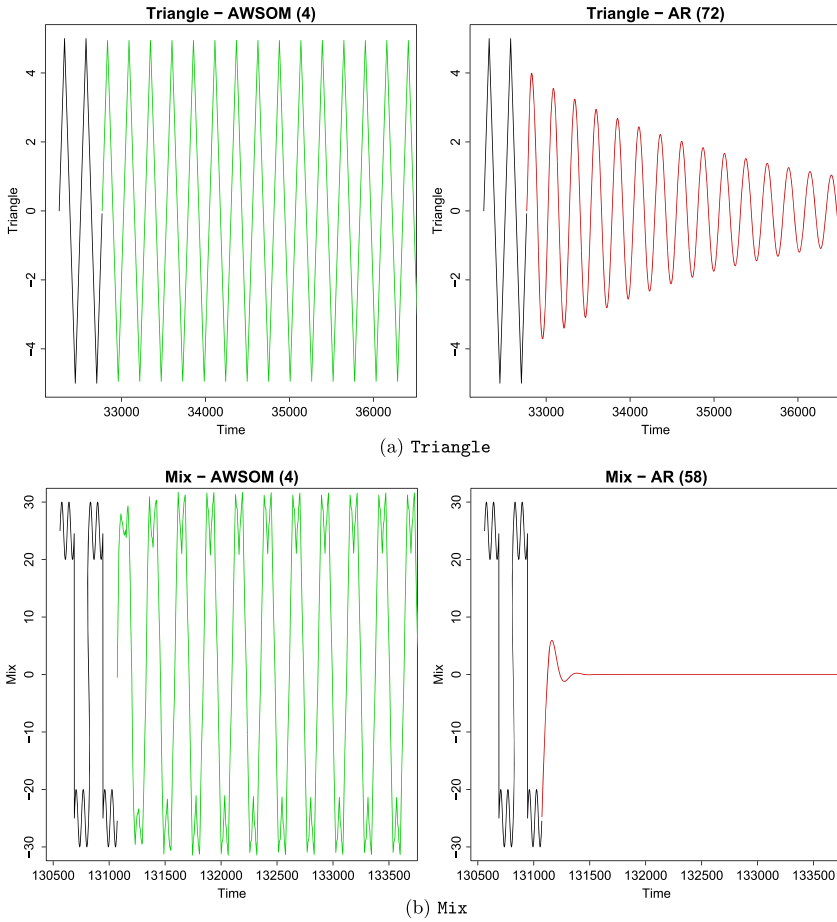 Triangle − AWSOM (4)
Triangle
4
2
0
−2
−4
33000 34000 35000 36000
Time
Triangle − AR (72)
Triangle
4
2
0
−2
−4
33000 34000 35000 36000
Time
(a) Triangle
Mix − AWSOM (4)
Mix
30
20
10
0
−10
−20
−30
130500 131000 131500 132000 132500 133000 133500
Time
Mix − AR (58)
Mix
30
20
10
0
−10
−20
−30
130500 131000 131500 132000 132500 133000 133500
Time
(b) Mix